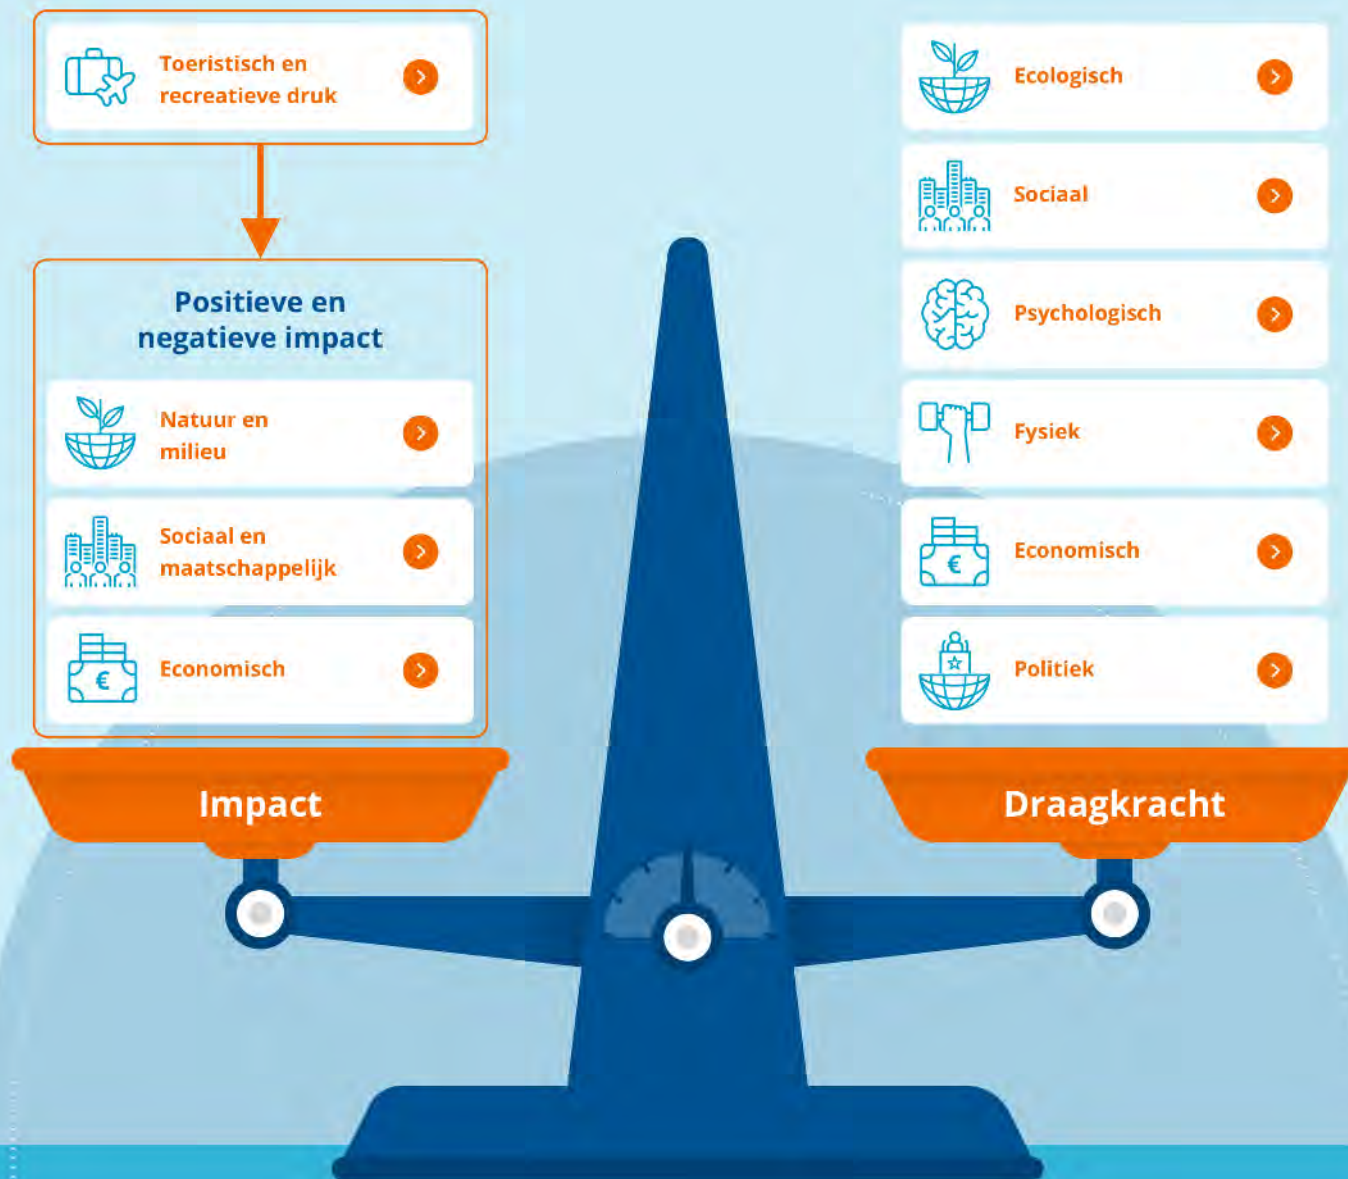 Toeristisch en
recreatieve druk
Positieve en
negatieve impact
Natuur en
milieu
Sociaal en
maatschappelijk
Economisch
€
Impact
Ecologisch
Sociaal
Psychologisch
Fysiek
Economisch
€
Politiek
Draagkracht